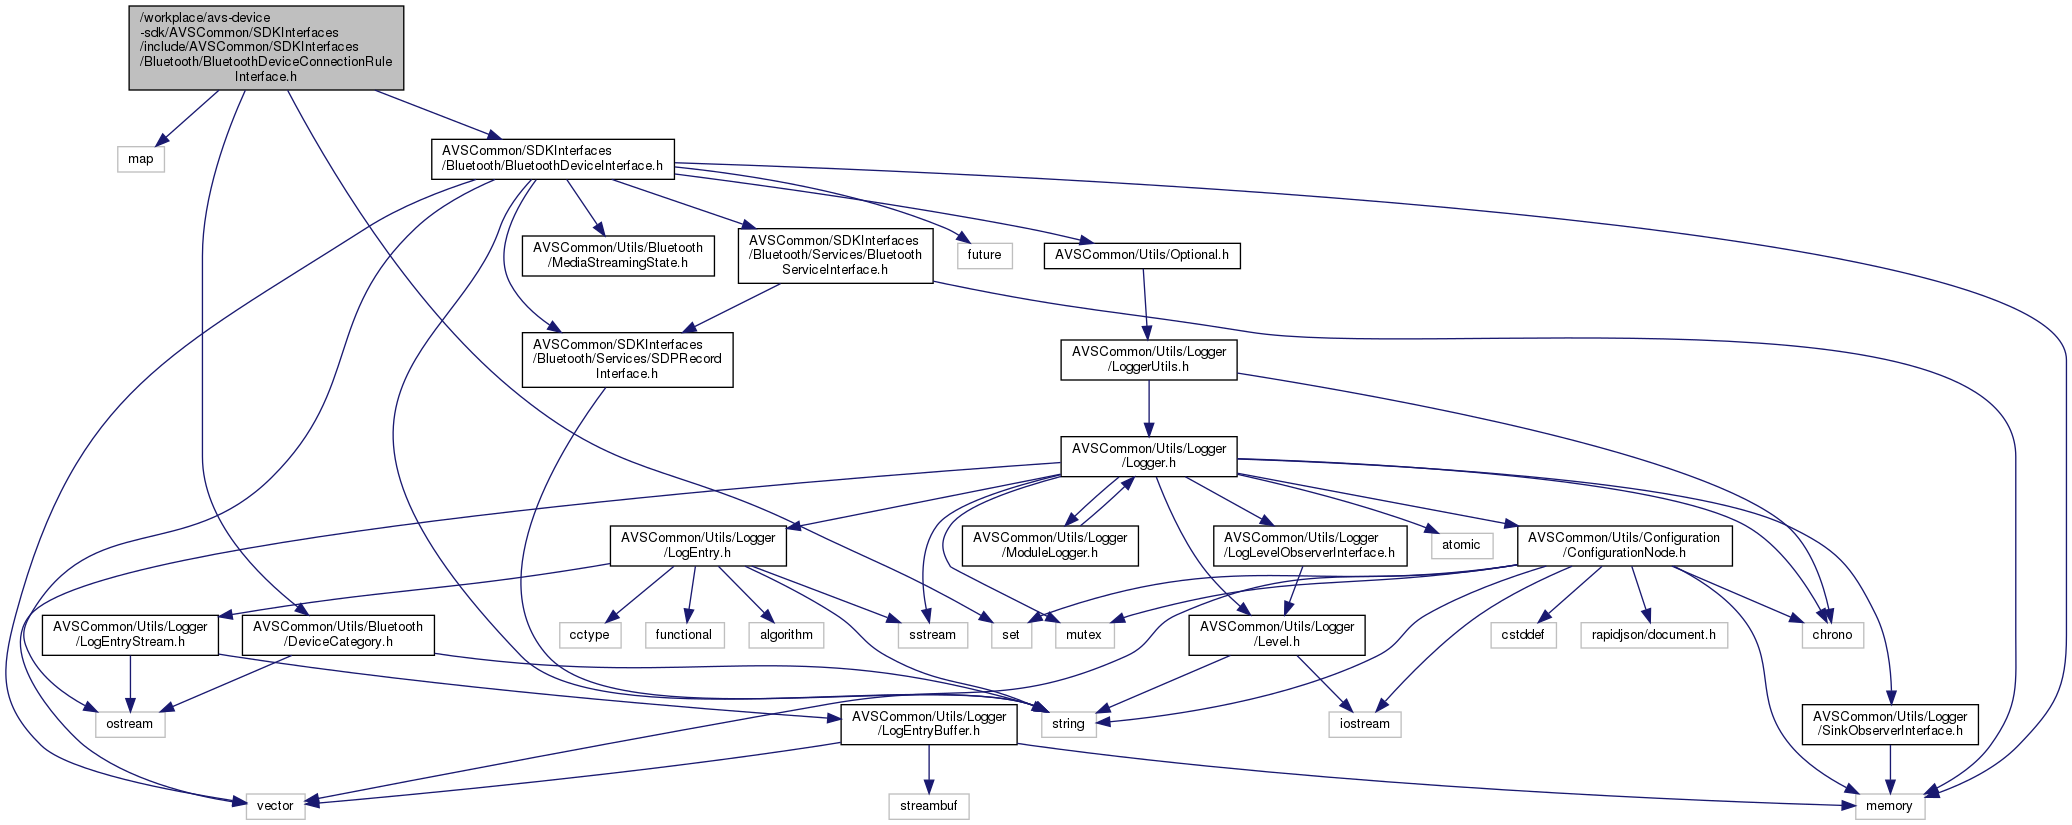 /workplace/avs-device
-sdk/AVSCommon/SDKInterfaces
/include/AVSCommon/SDKInterfaces
/Bluetooth/BluetoothDeviceConnectionRule
Interface.h
map
AVSCommon/SDKInterfaces
/Bluetooth/BluetoothDeviceInterface.h
AVSCommon/Utils/Bluetooth
/MediaStreamingState.h
AVSCommon/SDKInterfaces
/Bluetooth/Services/Bluetooth
ServiceInterface.h
future
AVSCommon/Utils/Optional.h
AVSCommon/SDKInterfaces
/Bluetooth/Services/SDPRecord
Interface.h
AVSCommon/Utils/Logger
/LoggerUtils.h
AVSCommon/Utils/Logger
/Logger.h
AVSCommon/Utils/Logger
/LogEntry.h
AVSCommon/Utils/Logger
/ModuleLogger.h
AVSCommon/Utils/Logger
/LogLevelObserverInterface.h
atomic
AVSCommon/Utils/Configuration
/ConfigurationNode.h
AVSCommon/Utils/Logger
/LogEntryStream.h
AVSCommon/Utils/Bluetooth
/DeviceCategory.h
cctype
functional
algorithm
sstream
set
mutex
AVSCommon/Utils/Logger
/Level.h
cstddef
rapidjson/document.h
chrono
ostream
AVSCommon/Utils/Logger
/LogEntryBuffer.h
string
iostream
AVSCommon/Utils/Logger
/SinkObserverInterface.h
vector
streambuf
memory